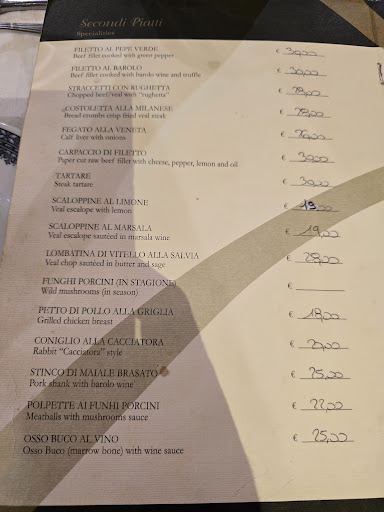 Secondi Piatti
Specialities
FILETTO AL PEPE VERDE € 30,00
Beef filet cooked with green pepper
FILETTO AL BAROLO € 30,00
Beef fillet cooked with barolo wine and truffle
STRACCETTI CON RUGHETTA €
Chopped beef/veal with "rughetta"
COSTOLETTA ALLA MILANESE €
Bread crumbs crisp fried veal steak
FEGATO ALLA VENETA €
Calf liver with onions
CARPACCIO DI FILETTO € 30,00
Paper cut raw beef fillet with cheese, pepper, lemon and oil
TARTARE € 30,00
Steak tartare
SCALOPPINE AL LIMONE €
Veal escalope with lemon
SCALOPPINE AL MARSALA € 19,00
Veal escalope sautéed in marsala wine
LOMBATINA DI VITELLO ALLA SALVIA € 28,00
Veal chop sautéed in butter and sage
FUNGHI PORCINI (IN STAGIONE) €
Wild mushrooms (in season)
PETTO DI POLLO ALLA GRIGLIA € 18,00
Grilled chicken breast
CONIGLIO ALLA CACCIATORA € 20,00
Rabbit "Cacciatora" style
STINCO DI MAIALE BRASATO € 25,00
Pork shank with barolo wine
POLPETTE AI FUNHI PORCINI € 22,00
Meatballs with mushrooms sauce
OSSO BUCO AL VINO € 25,00
Osso Buco (marrow bone) with wine sauce